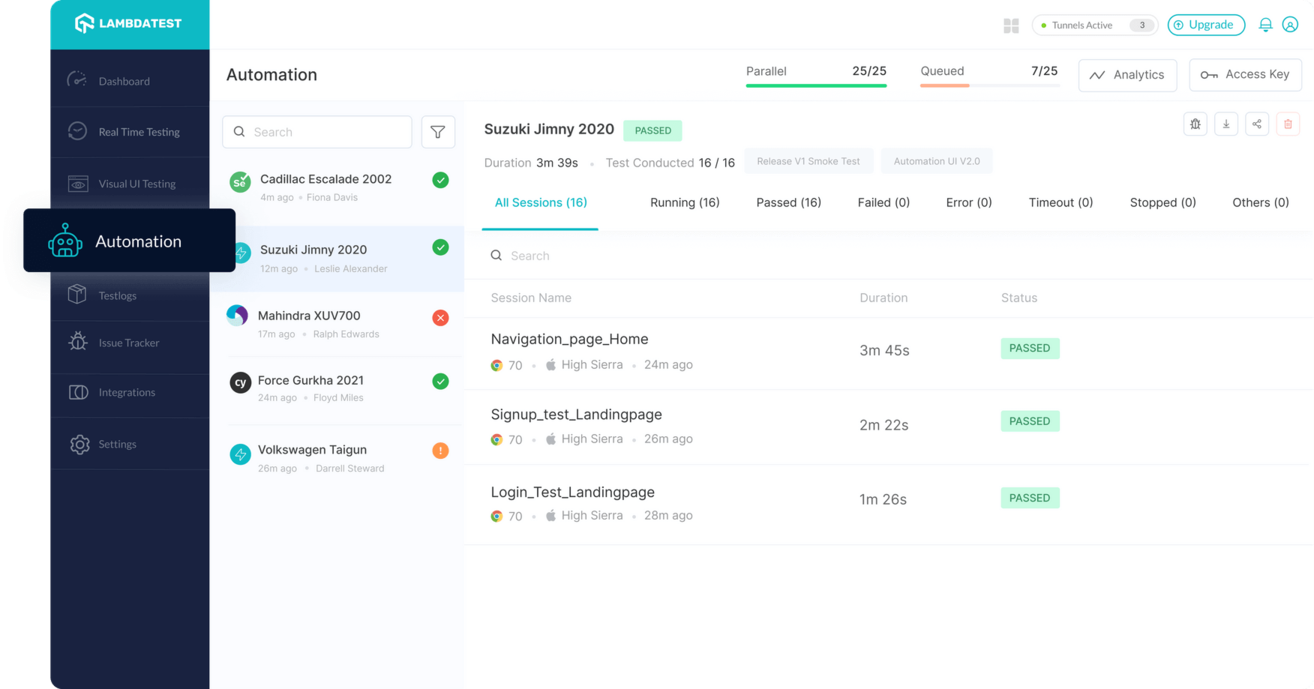 LAMBDATEST
Tunnels Active 3
Upgrade
Dashboard
Real Time Testing
Visual UI Testing
Automation
Testlogs
Issue Tracker
Integrations
Settings
Automation
Parallel 25/25
Queued 7/25
Analytics
Access Key
Search
Se
Cadillac Escalade 2002
4m ago • Fiona Davis
Suzuki Jimny 2020
12m ago • Leslie Alexander
Mahindra XUV700
17m ago • Ralph Edwards
cy
Force Gurkha 2021
24m ago • Floyd Miles
Volkswagen Taigun
26m ago • Darrell Steward
Suzuki Jimny 2020 PASSED
Duration 3m 39s • Test Conducted 16 / 16 Release V1 Smoke Test Automation UI V2.0
All Sessions (16) Running (16) Passed (16) Failed (0) Error (0) Timeout (0) Stopped (0) Others (0)
Search
Session Name Duration Status
Navigation_page_Home
70 • High Sierra • 24m ago
3m 45s
PASSED
Signup_test_Landingpage
70 • High Sierra • 26m ago
2m 22s
PASSED
Login_Test_Landingpage
70 • High Sierra • 28m ago
1m 26s
PASSED